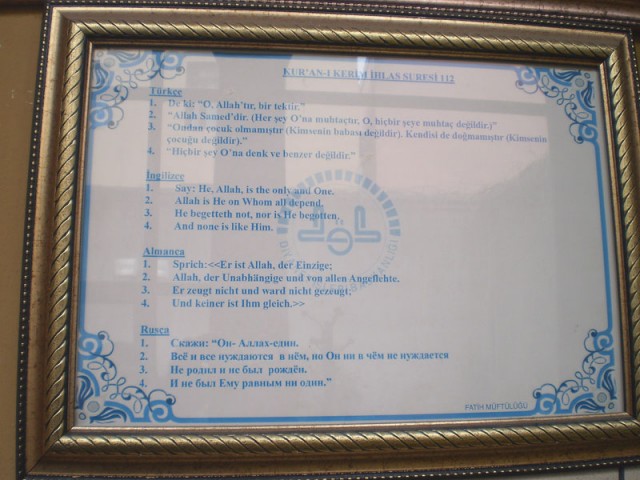 KUR'AN-I KERİM İHLAS SURESİ 112
Türkçe
1. De ki: "O, Allah'tır, bir tektir."
2. "Allah Samed'dir. (Her şey O'na muhtaçtır, O, hiçbir şeye muhtaç değildir.)"
3. "Ondan çocuk olmamıştır (Kimsenin babası değildir). Kendisi de doğmamıştır (Kimsenin
çocuğu değildir)."
4. "Hiçbir şey O'na denk ve benzer değildir."
İngilizce
1. Say: He, Allah, is the only and One.
2. Allah is He on Whom all depend.
3. He begetteth not, nor is He begotten.
4. And none is like Him.
Almanca
1. Sprich:<<Er ist Allah, der Einzige;
2. Allah, der Unabhängige und von allen Angeflehte.
3. Er zeugt nicht und ward nicht gezeugt;
4. Und keiner ist Ihm gleich.>>
Rusça
1. Скажи: "Он- Аллах-един.
2. Всё и все нуждаются в нём, но Он ни в чём не нуждается
3. Не родил и не был рождён.
4. И не был Ему равным ни один."
FATİH MÜFTÜLÜĞÜ